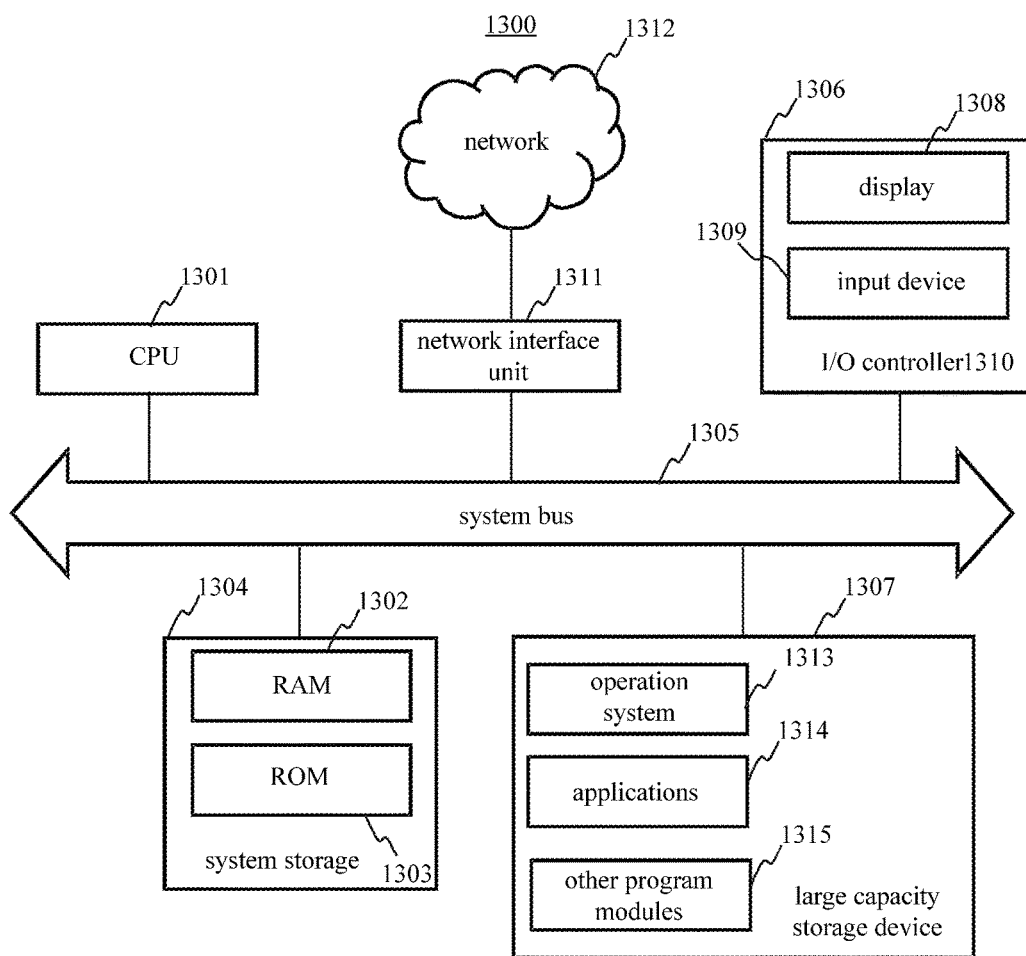 1300
1312
network
1306
1308
display
1309
input device
I/O controller1310
1301
CPU
1311
network interface
unit
1305
system bus
1304
1302
RAM
ROM
system storage
1303
1307
operation
system
1313
applications
1314
other program
modules
1315
large capacity
storage device